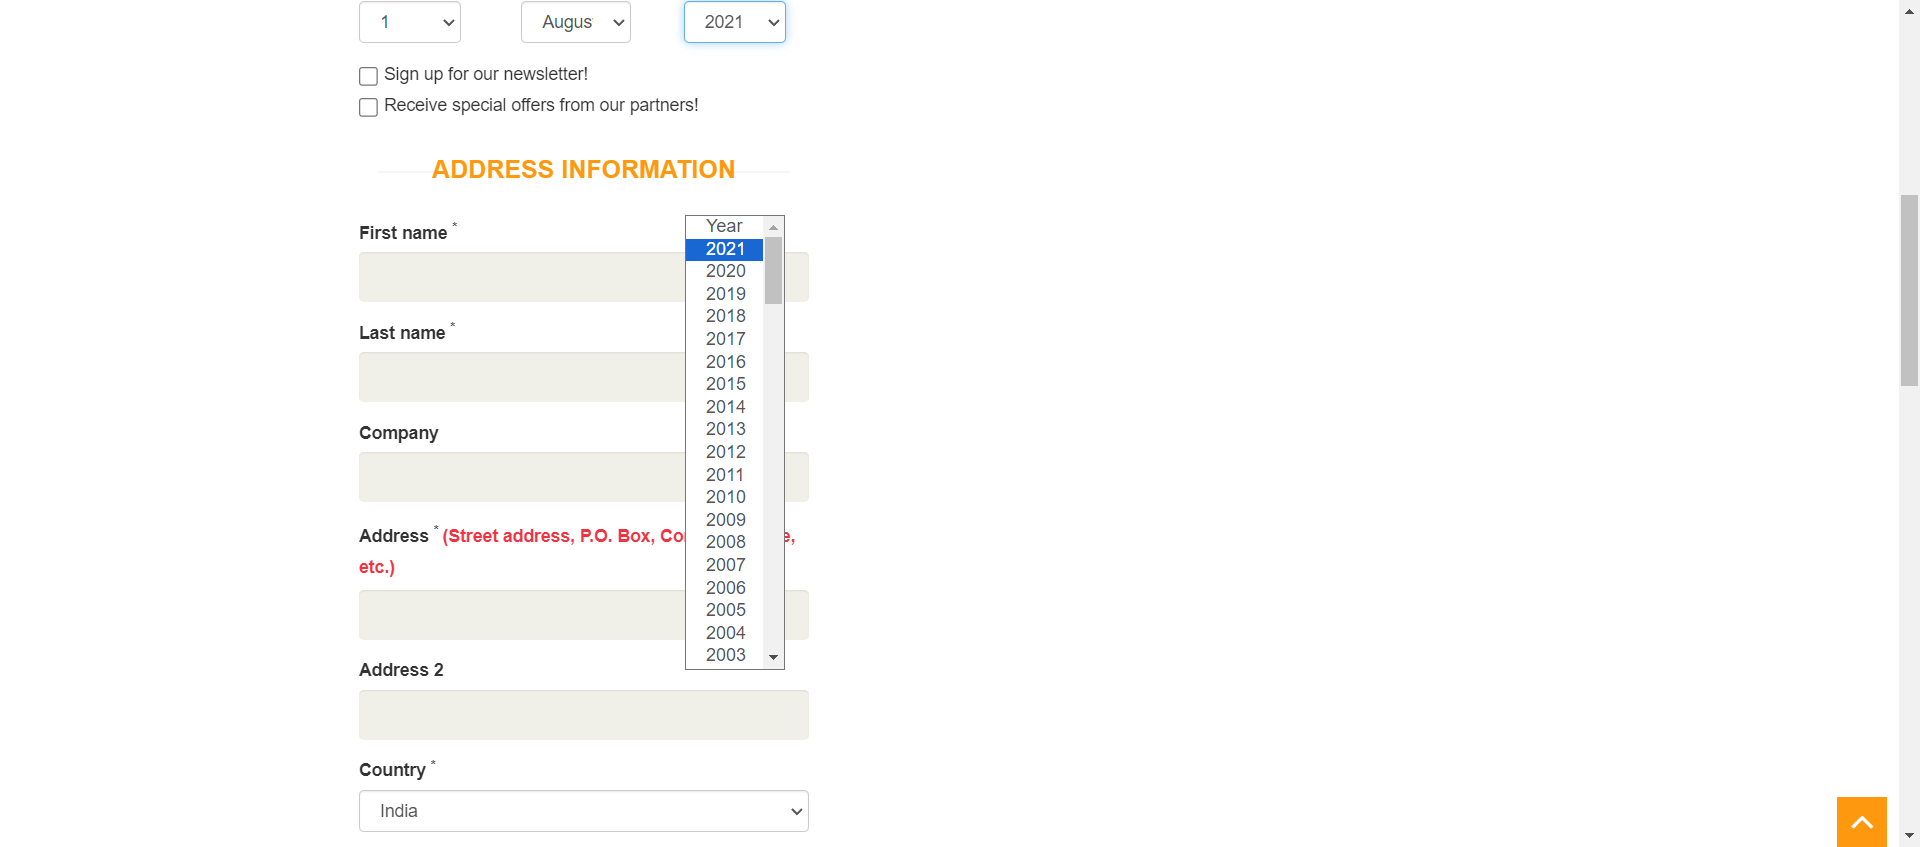 1 Augus 2021
Sign up for our newsletter!
Receive special offers from our partners!
ADDRESS INFORMATION
First name *
Last name *
Company
Address * (Street address, P.O. Box, Co e,
etc.)
Address 2
Country *
India
Year
2021
2020
2019
2018
2017
2016
2015
2014
2013
2012
2011
2010
2009
2008
2007
2006
2005
2004
2003